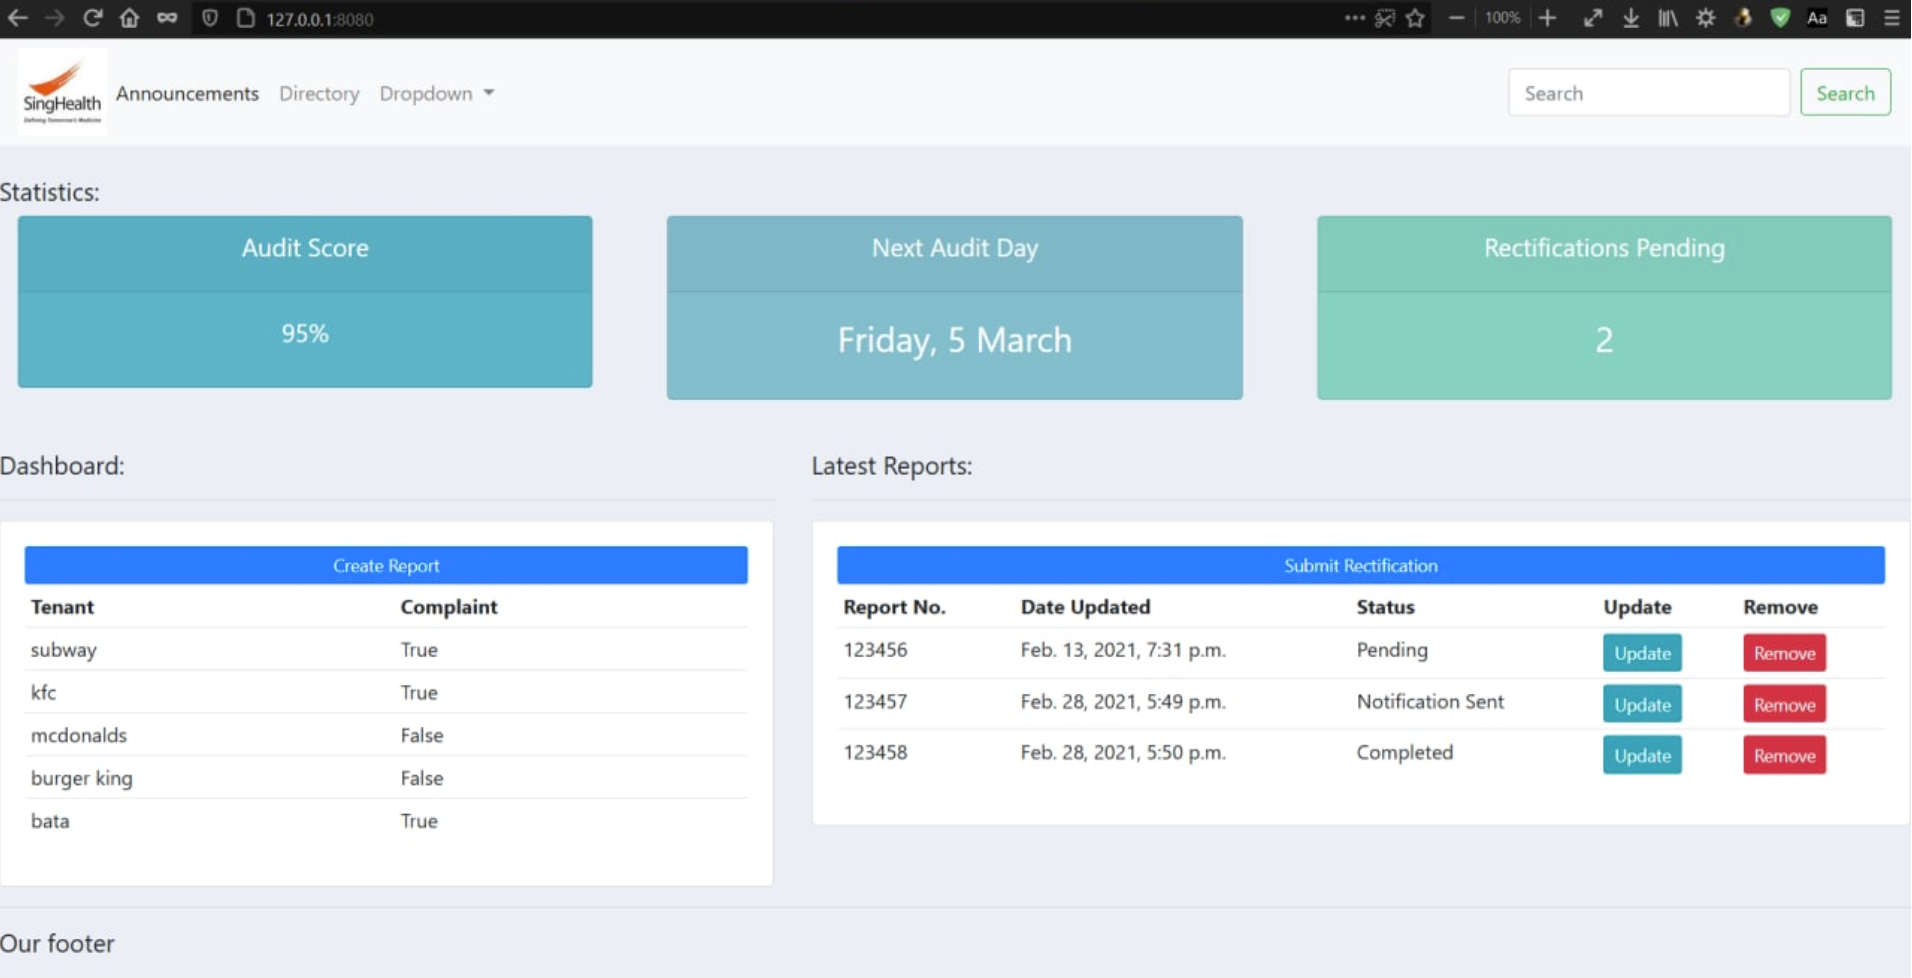 127.0.0.1:8080
100%
Aa
SingHealth
Defining Tomorrow's Medicine
Announcements Directory Dropdown
Search Search
Statistics:
Audit Score Next Audit Day Rectifications Pending
95% Friday, 5 March 2
Dashboard: Latest Reports:
Create Report
Tenant Complaint
subway True
kfc True
mcdonalds False
burger king False
bata True
Submit Rectification
Report No. Date Updated Status Update Remove
123456 Feb. 13, 2021, 7:31 p.m. Pending Update Remove
123457 Feb. 28, 2021, 5:49 p.m. Notification Sent Update Remove
123458 Feb. 28, 2021, 5:50 p.m. Completed Update Remove
Our footer